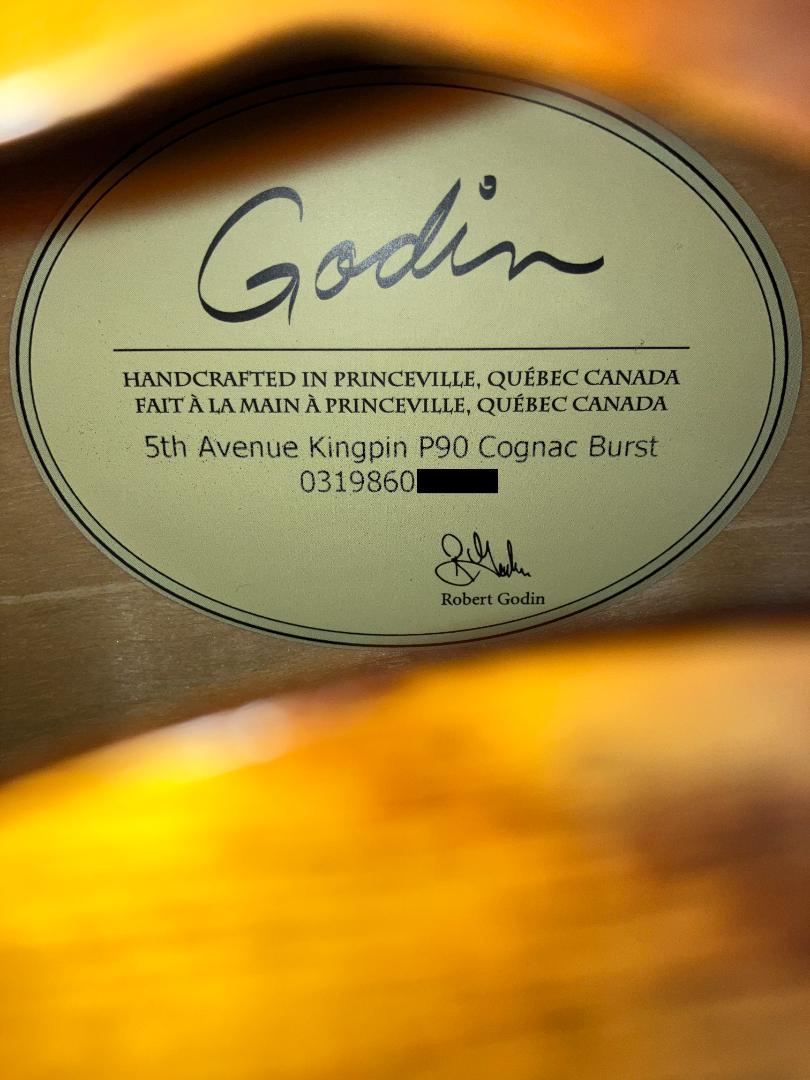 Godin
HANDCRAFTED IN PRINCEVILLE, QUÉBEC CANADA
FAIT À LA MAIN À PRINCEVILLE, QUÉBEC CANADA
5th Avenue Kingpin P90 Cognac Burst
0319860
R. Godin
Robert Godin